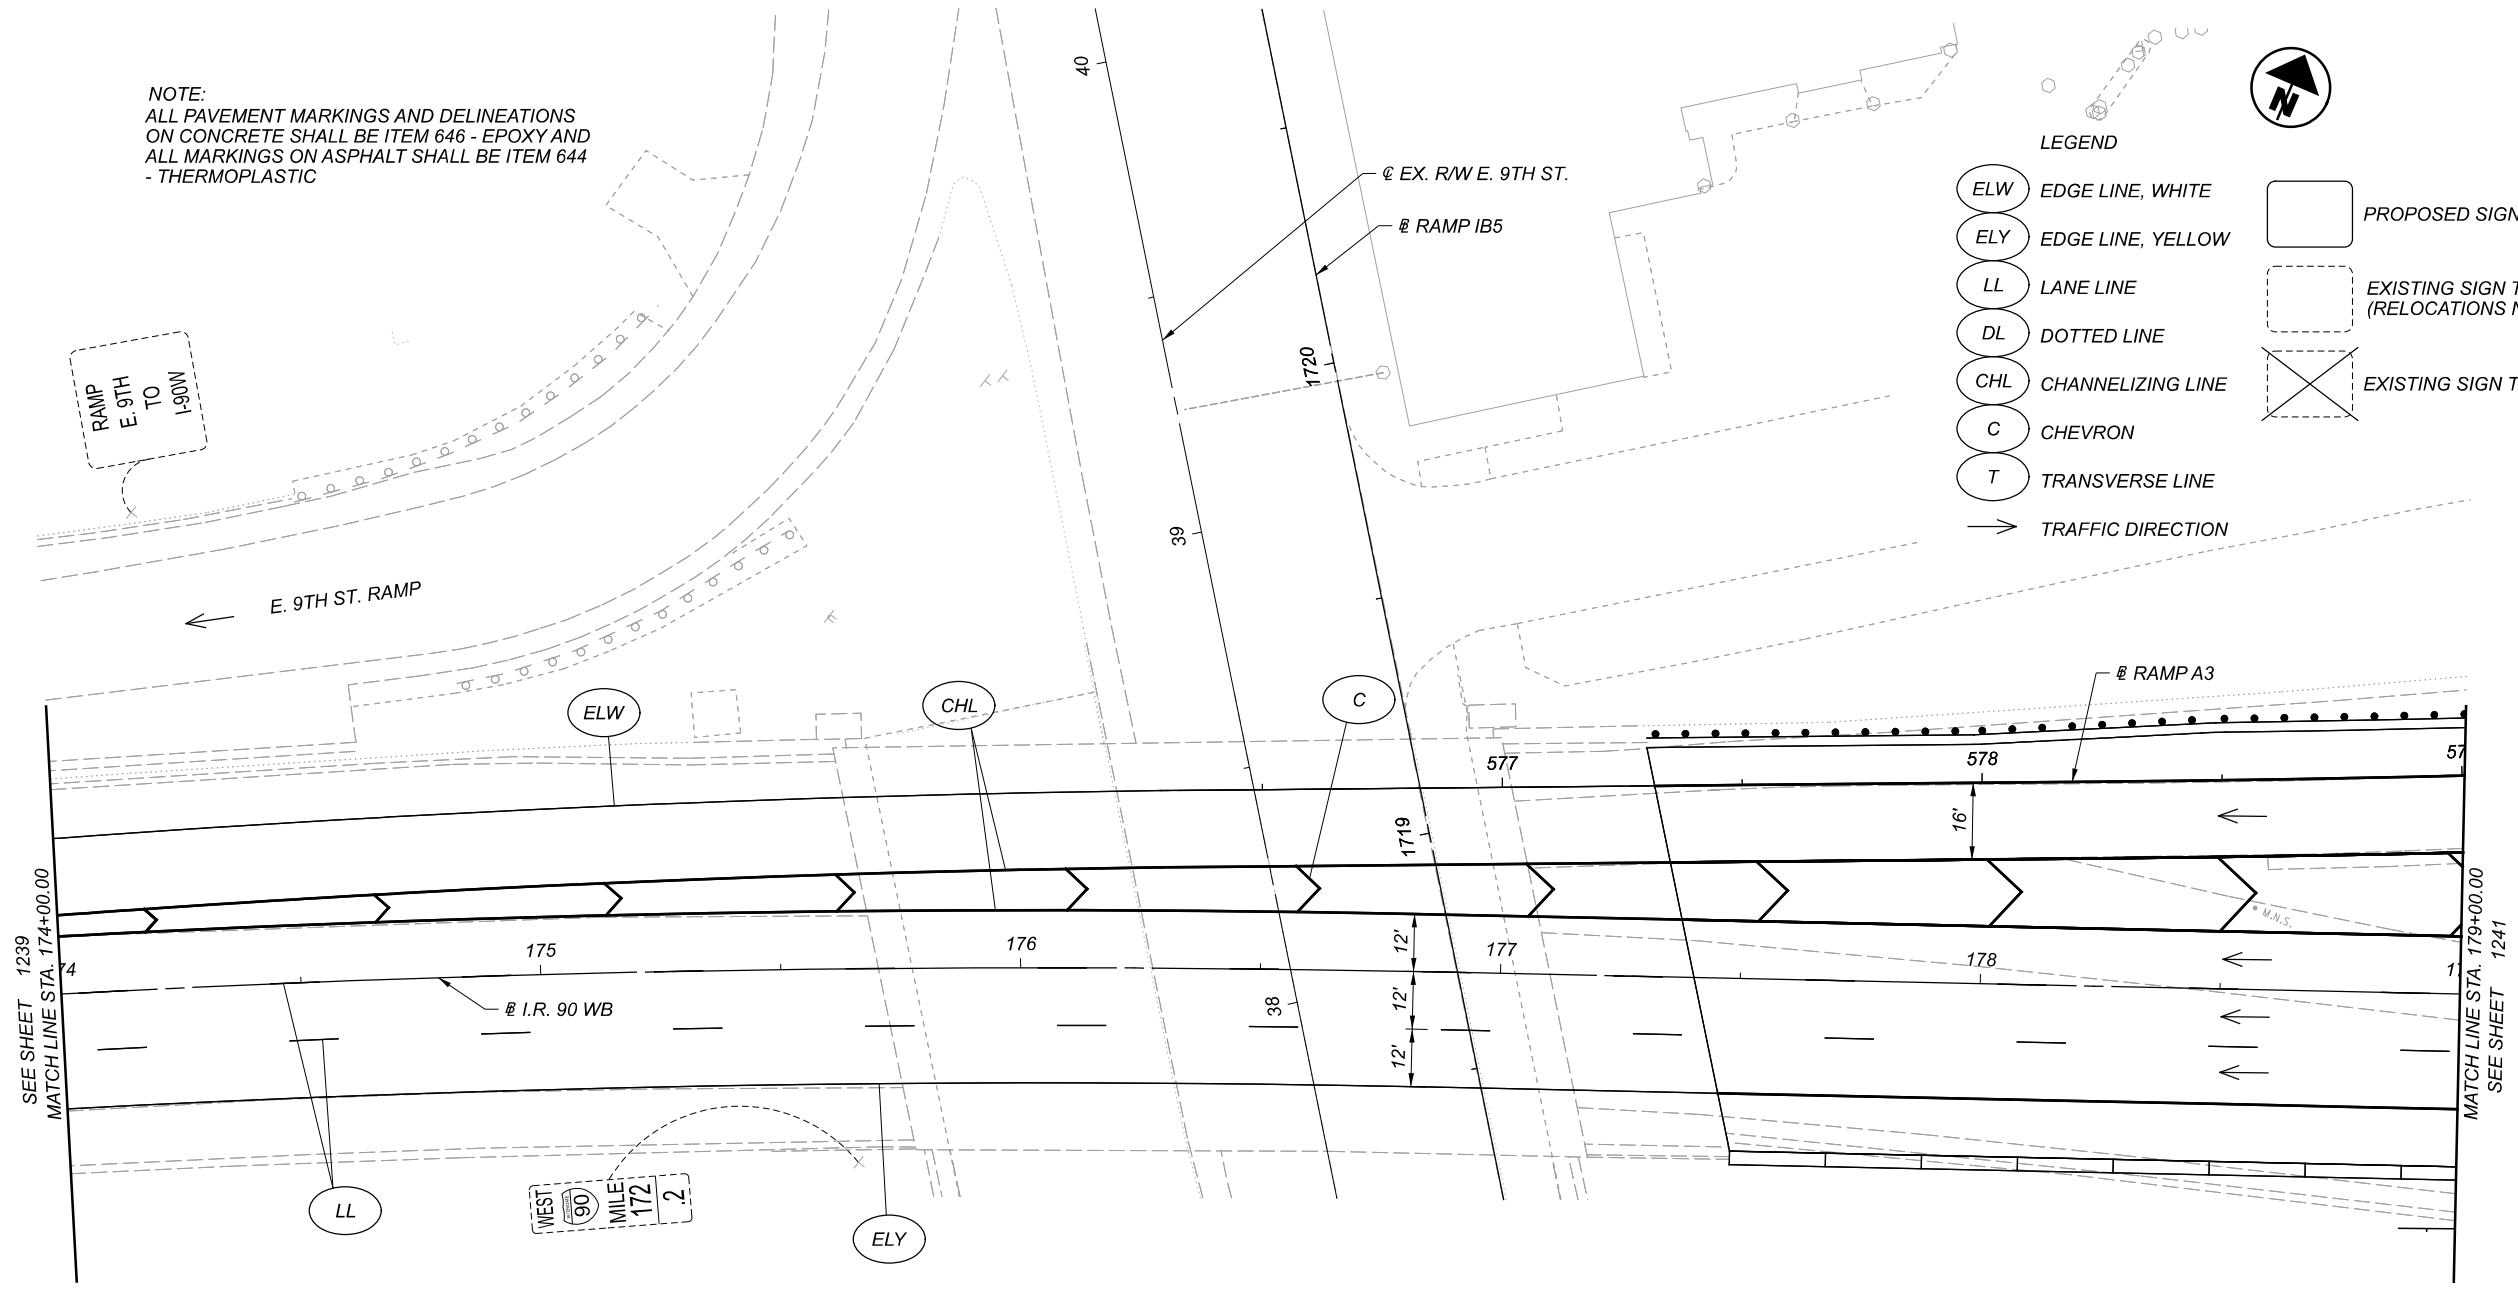 NOTE:
ALL PAVEMENT MARKINGS AND DELINEATIONS
ON CONCRETE SHALL BE ITEM 646 - EPOXY AND
ALL MARKINGS ON ASPHALT SHALL BE ITEM 644
- THERMOPLASTIC
40
℄ EX. R/W E. 9TH ST.
RAMP IB5
N
LEGEND
ELW EDGE LINE, WHITE
ELY EDGE LINE, YELLOW
LL LANE LINE
DL DOTTED LINE
CHL CHANNELIZING LINE
C CHEVRON
T TRANSVERSE LINE
TRAFFIC DIRECTION
PROPOSED SIGN
EXISTING SIGN T
(RELOCATIONS N
EXISTING SIGN T
RAMP
E. 9TH
TO
I-90W
1720
39
E. 9TH ST. RAMP
RAMP A3
ELW
CHL
C
577
578
57
16'
1719
SEE SHEET 1239
MATCH LINE STA. 174+00.00
74
175
176
177
178
17
12'
12'
12'
M.N.S.
I.R. 90 WB
38
MATCH LINE STA. 179+00.00
SEE SHEET 1241
LL
WEST
90
MILE
172
.2
ELY